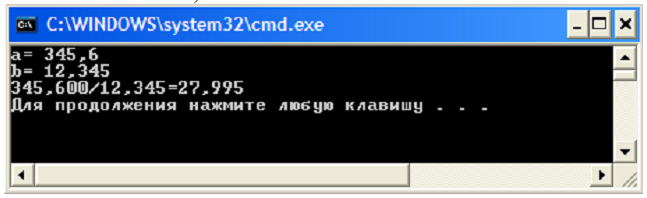 C:\WINDOWS\system32\cmd.exe
a= 345,6
b= 12,345
345,600/12,345=27,995
Для продолжения нажмите любую клавишу . . .